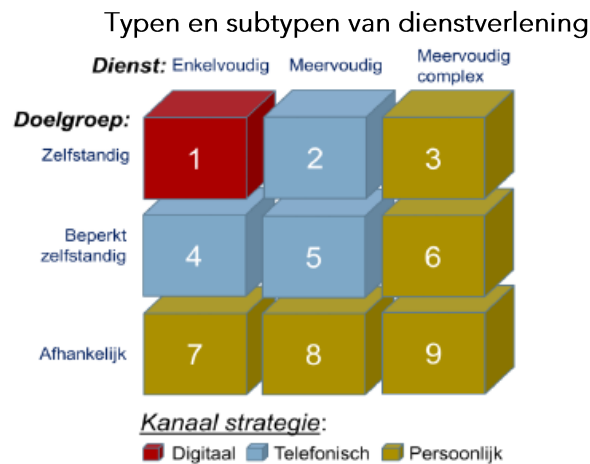 Typen en subtypen van dienstverlening
Dienst: Enkelvoudig Meervoudig Meervoudig
complex
Doelgroep:
Zelfstandig 1 2 3
Beperkt
zelfstandig 4 5 6
Afhankelijk 7 8 9
Kanaal strategie:
Digitaal Telefonisch Persoonlijk